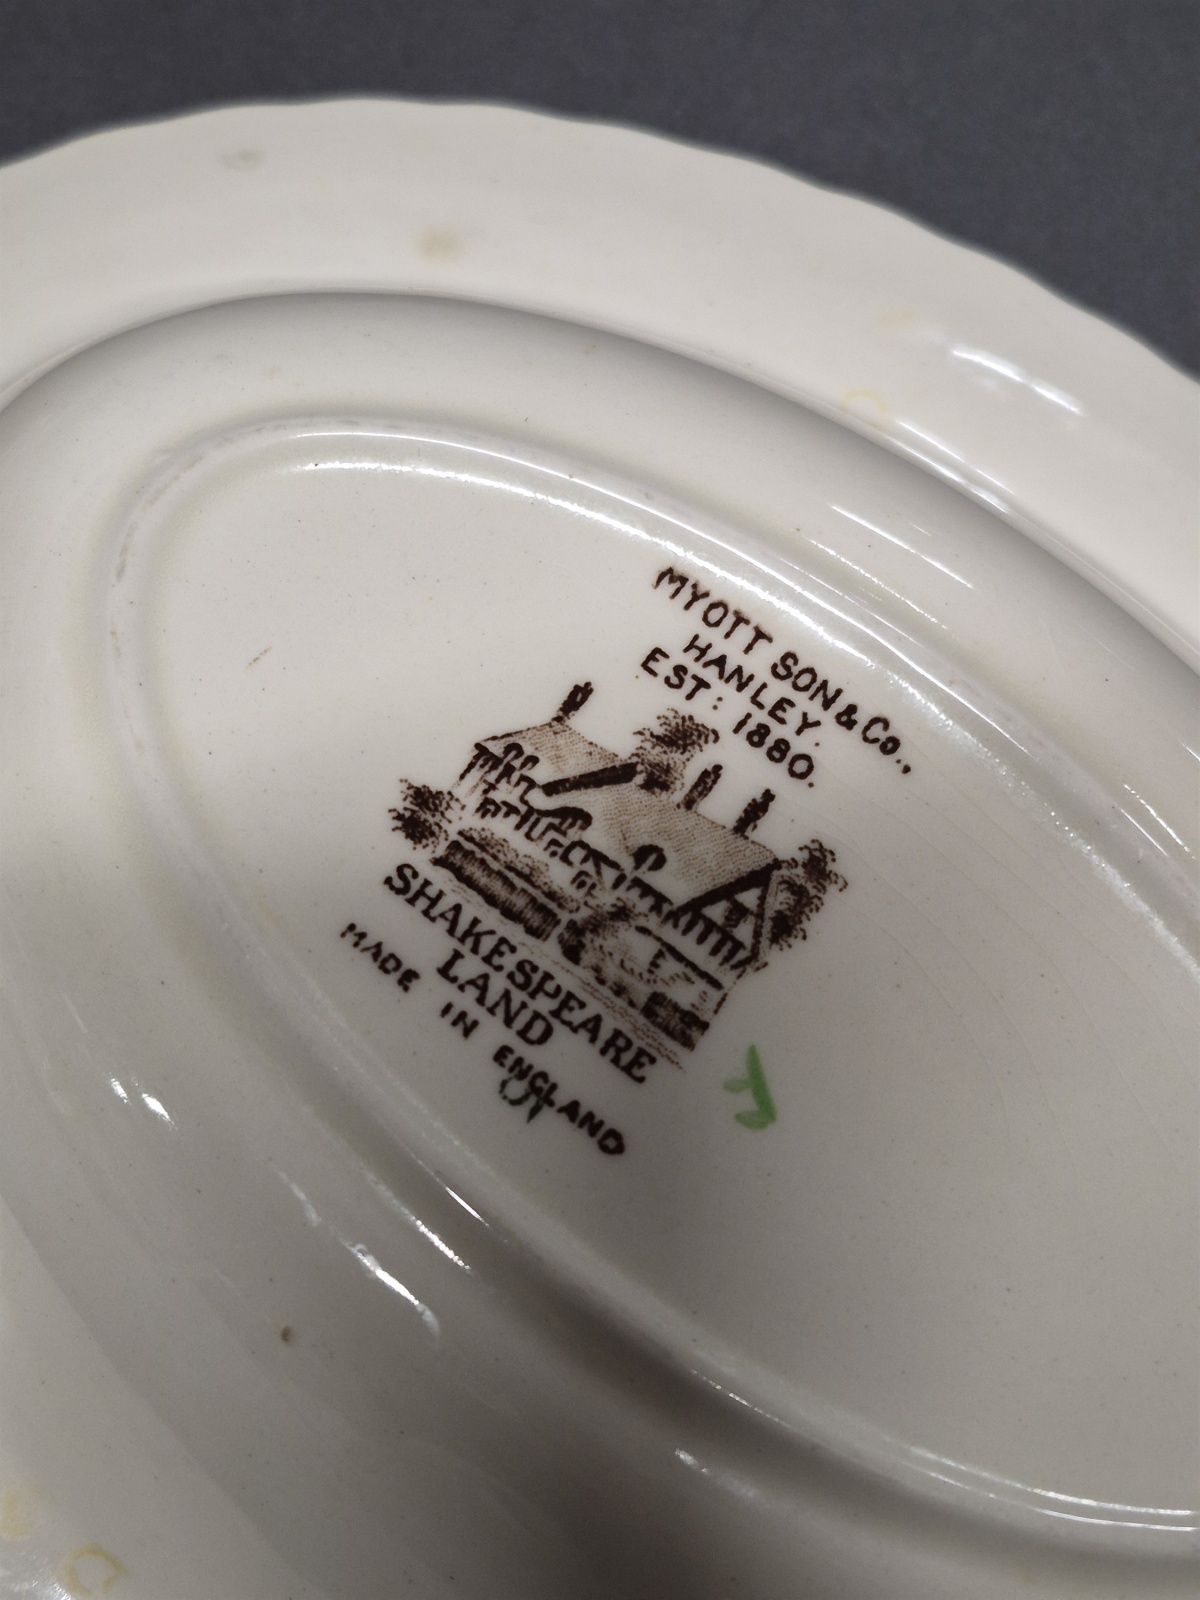 MYOTT SON & Co.,
HANLEY.
EST: 1880.
SHAKESPEARE
LAND
MADE IN ENGLAND